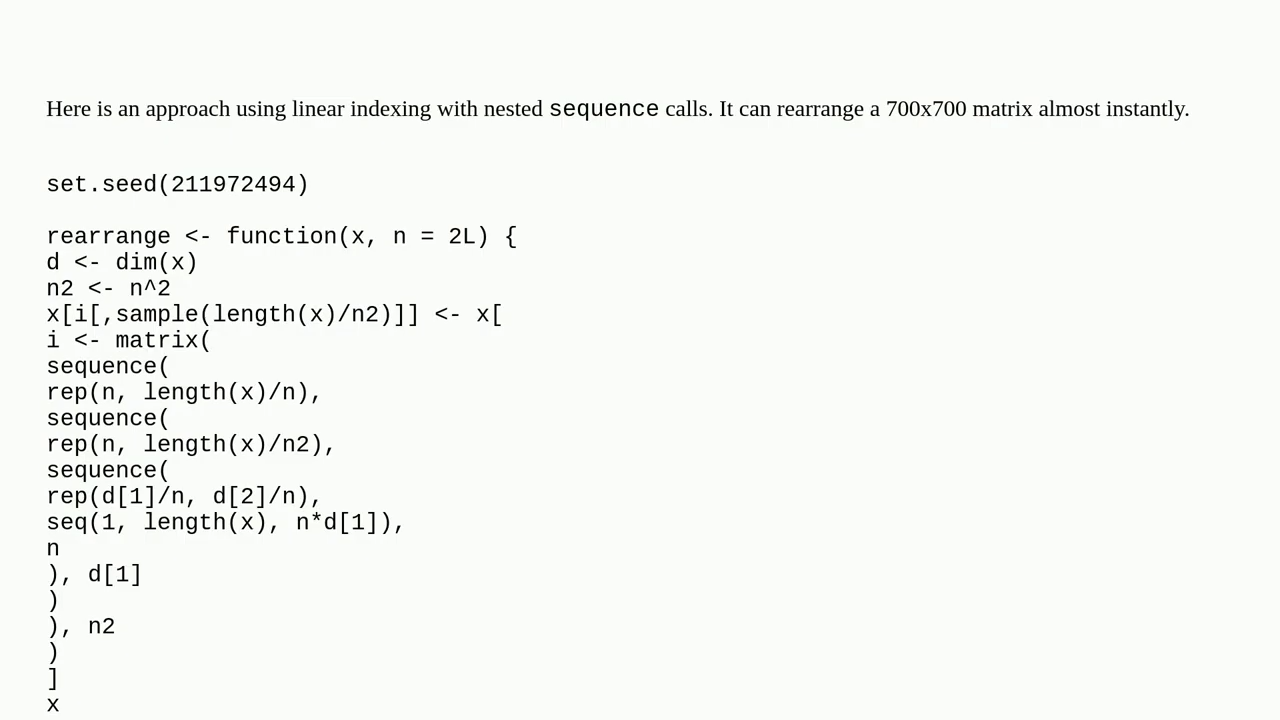 Here is an approach using linear indexing with nested sequence calls. It can rearrange a 700x700 matrix almost instantly.
set.seed(211972494)
rearrange <- function(x, n = 2L) {
d <- dim(x)
n2 <- n^2
x[i[,sample(length(x)/n2)]] <- x[
i <- matrix(
sequence(
rep(n, length(x)/n),
sequence(
rep(n, length(x)/n2),
sequence(
rep(d[1]/n, d[2]/n),
seq(1, length(x), n*d[1]),
n
), d[1]
)
), n2
)
]
x